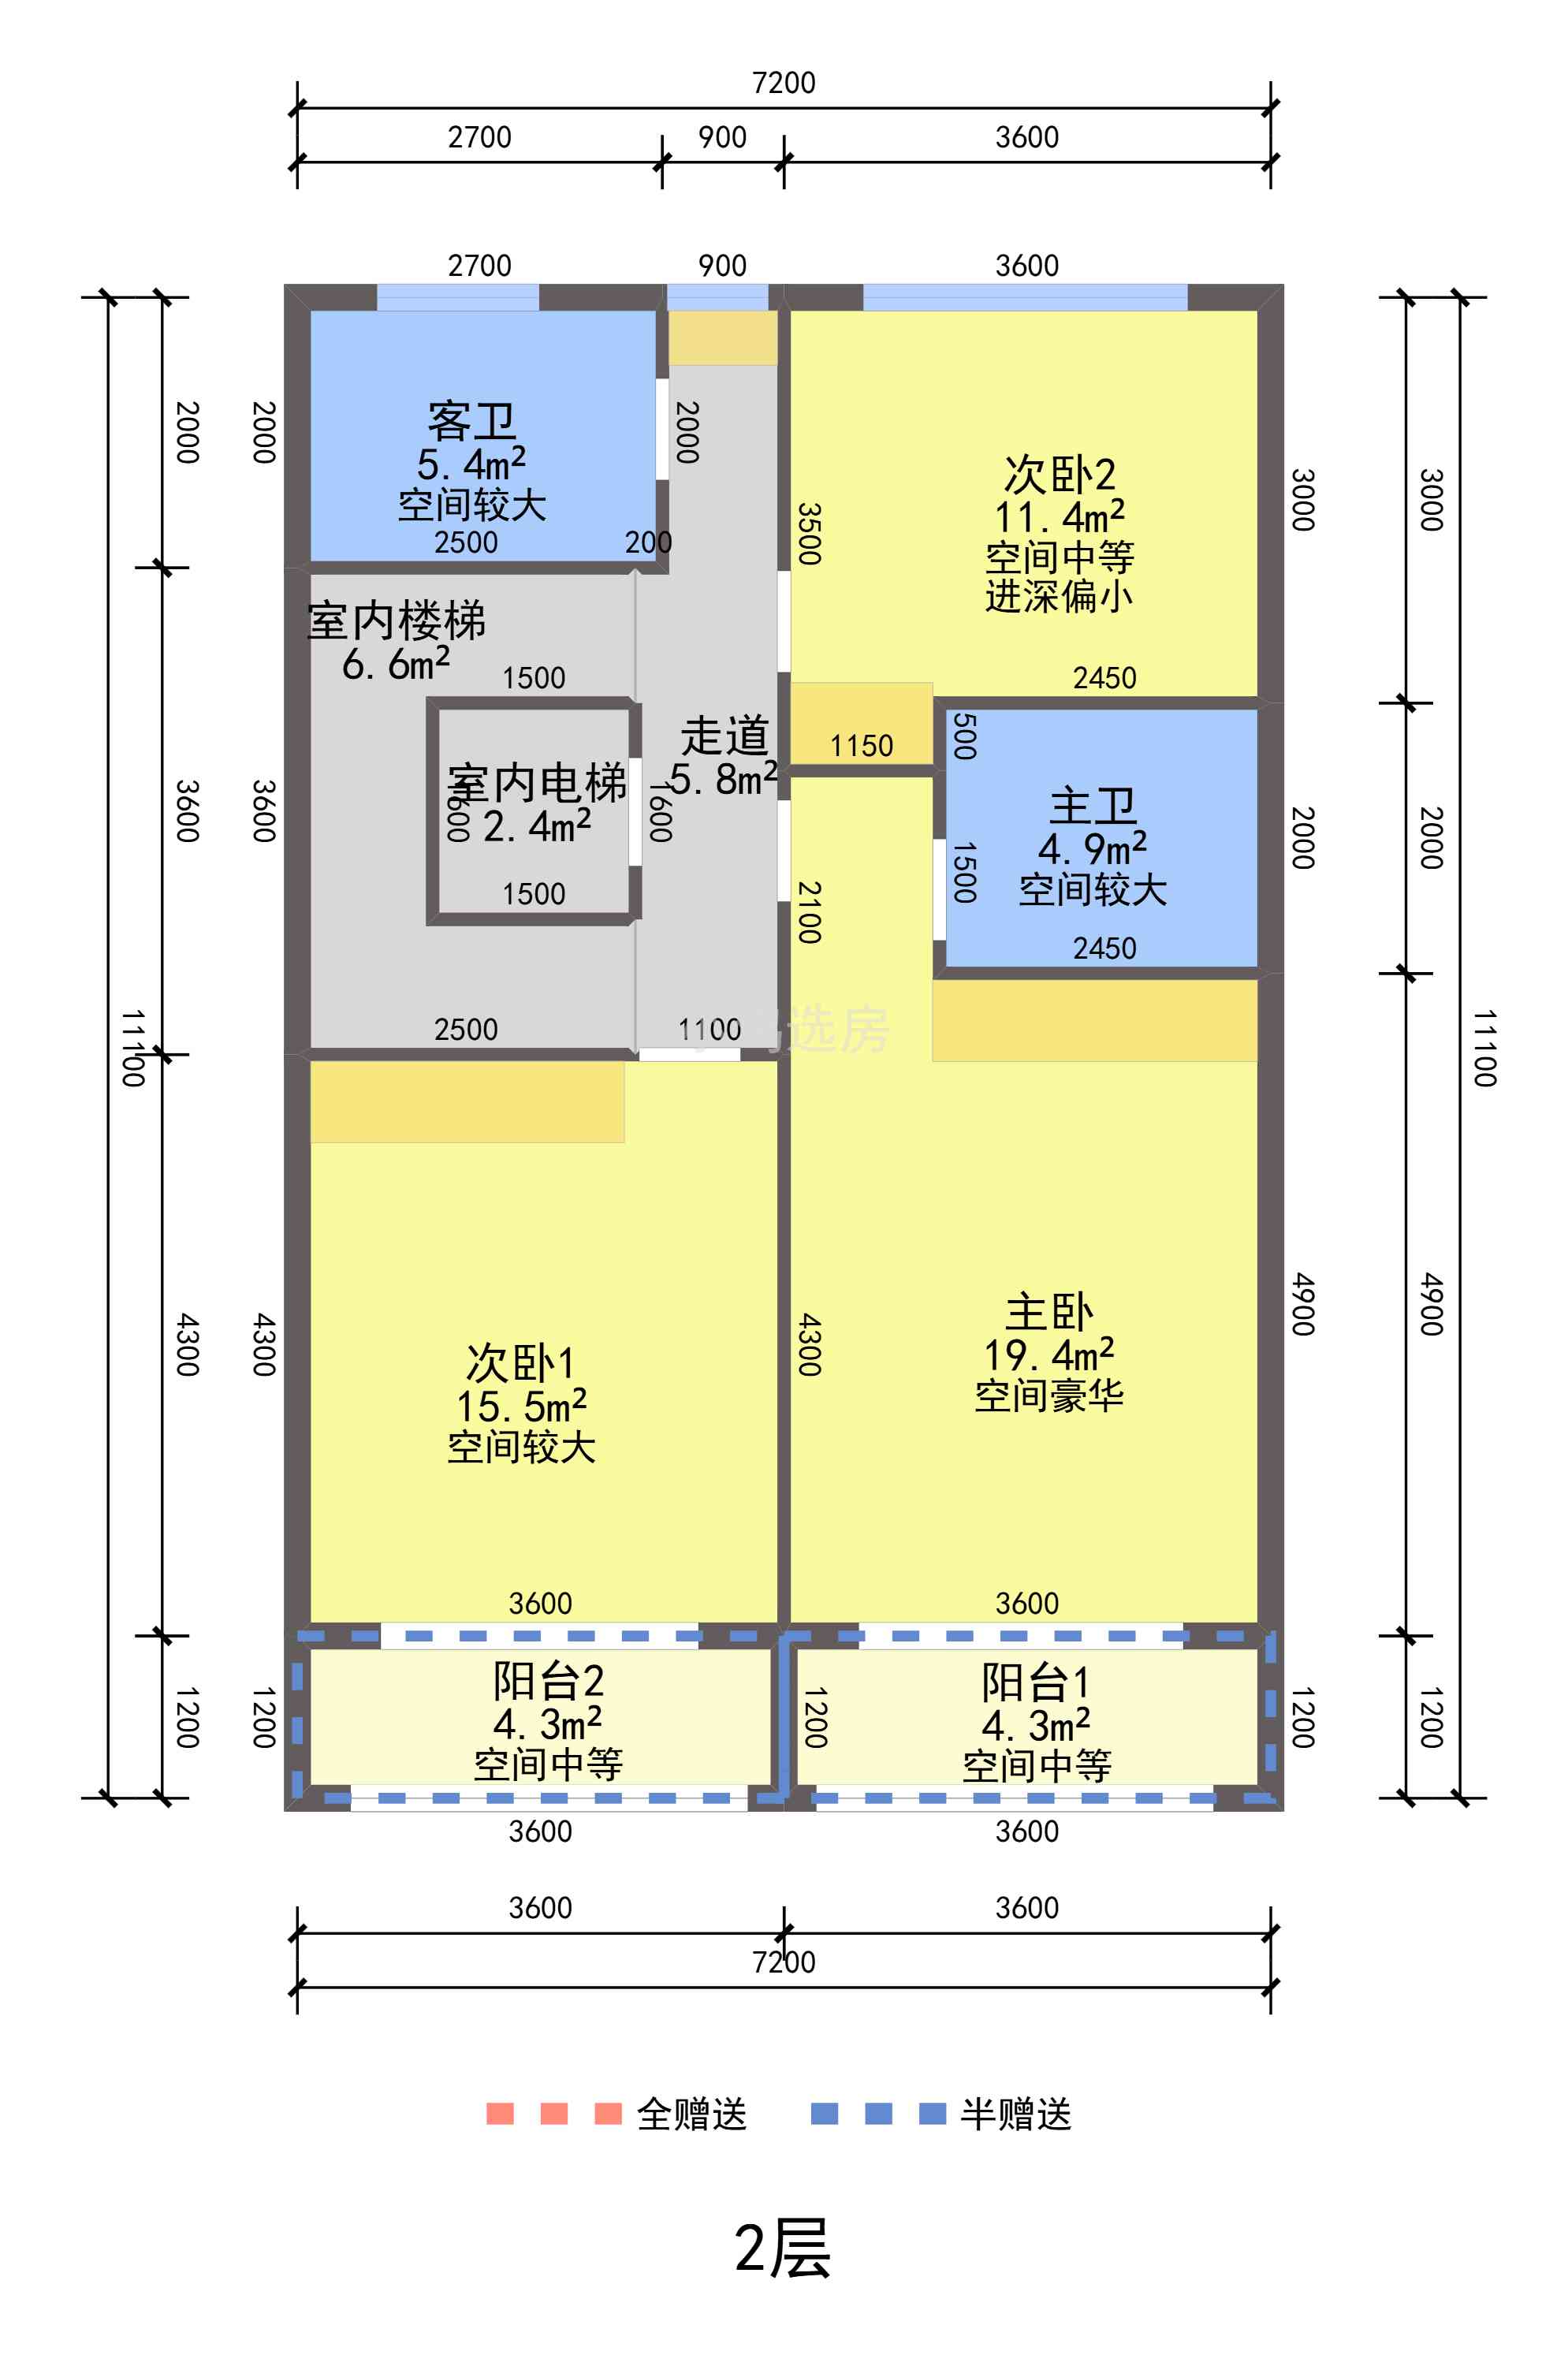 7200
2700
900
3600
2700
900
3600
客卫
5.4m²
空间较大
2500
200
2000
2000
2000
次卧2
11.4m²
空间中等
进深偏小
3500
3000
3000
2450
室内楼梯
6.6m²
1500
走道
5.8m²
1150
500
室内电梯
2.4m²
1600
1600
1500
3600
3600
主卫
4.9m²
空间较大
1500
2450
2000
2000
2100
2500
1100
选房
11100
11100
次卧1
15.5m²
空间较大
4300
4300
4300
主卧
19.4m²
空间豪华
4900
4900
3600
3600
阳台2
4.3m²
空间中等
1200
1200
1200
阳台1
4.3m²
空间中等
1200
1200
3600
3600
3600
3600
7200
全赠送
半赠送
2层